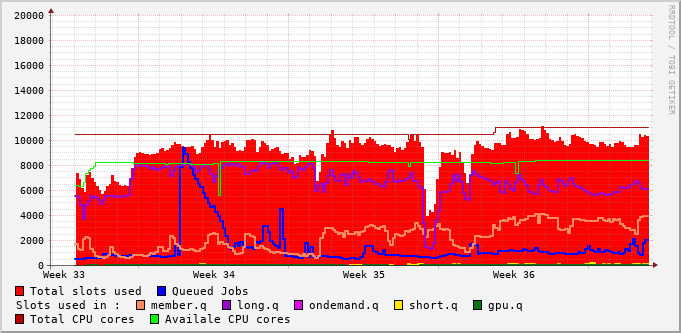 20000
18000
16000
14000
12000
10000
8000
6000
4000
2000
0
Week 33 Week 34 Week 35 Week 36
Total slots used Queued Jobs
Slots used in : member.q long.q ondemand.q short.q gpu.q
Total CPU cores Availale CPU cores
RRDTOOL / TOBI OETIKER